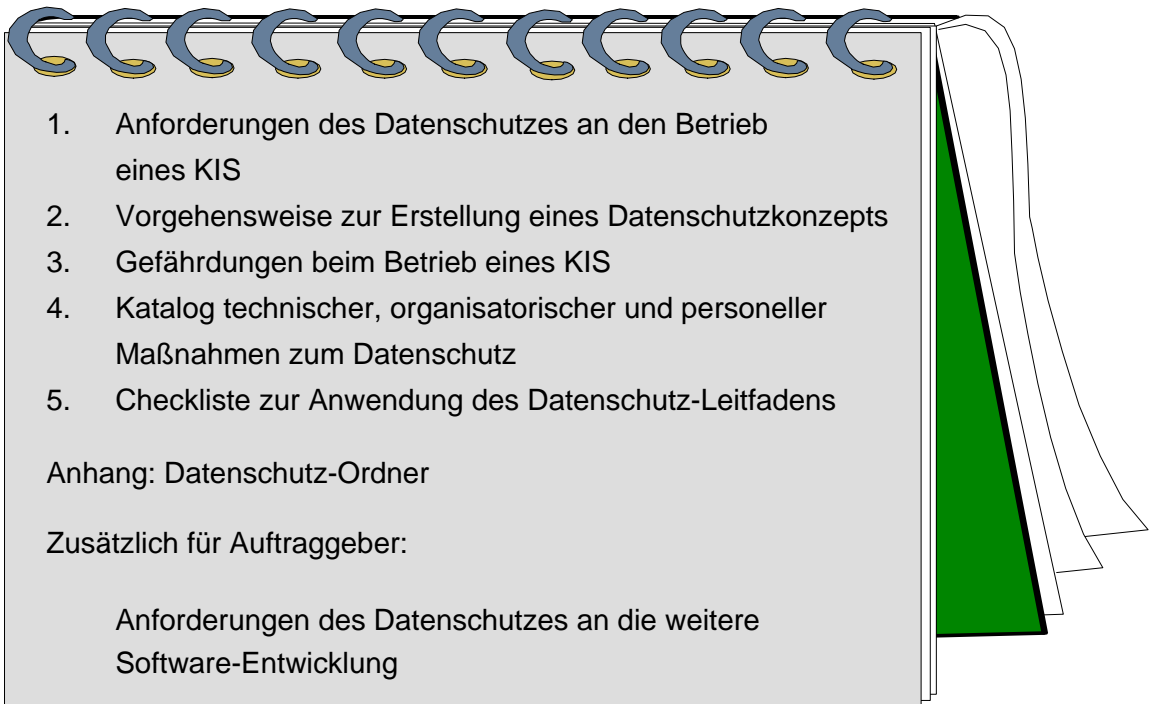 1. Anforderungen des Datenschutzes an den Betrieb
eines KIS
2. Vorgehensweise zur Erstellung eines Datenschutzkonzepts
3. Gefährdungen beim Betrieb eines KIS
4. Katalog technischer, organisatorischer und personeller
Maßnahmen zum Datenschutz
5. Checkliste zur Anwendung des Datenschutz-Leitfadens
Anhang: Datenschutz-Ordner
Zusätzlich für Auftraggeber:
Anforderungen des Datenschutzes an die weitere
Software-Entwicklung